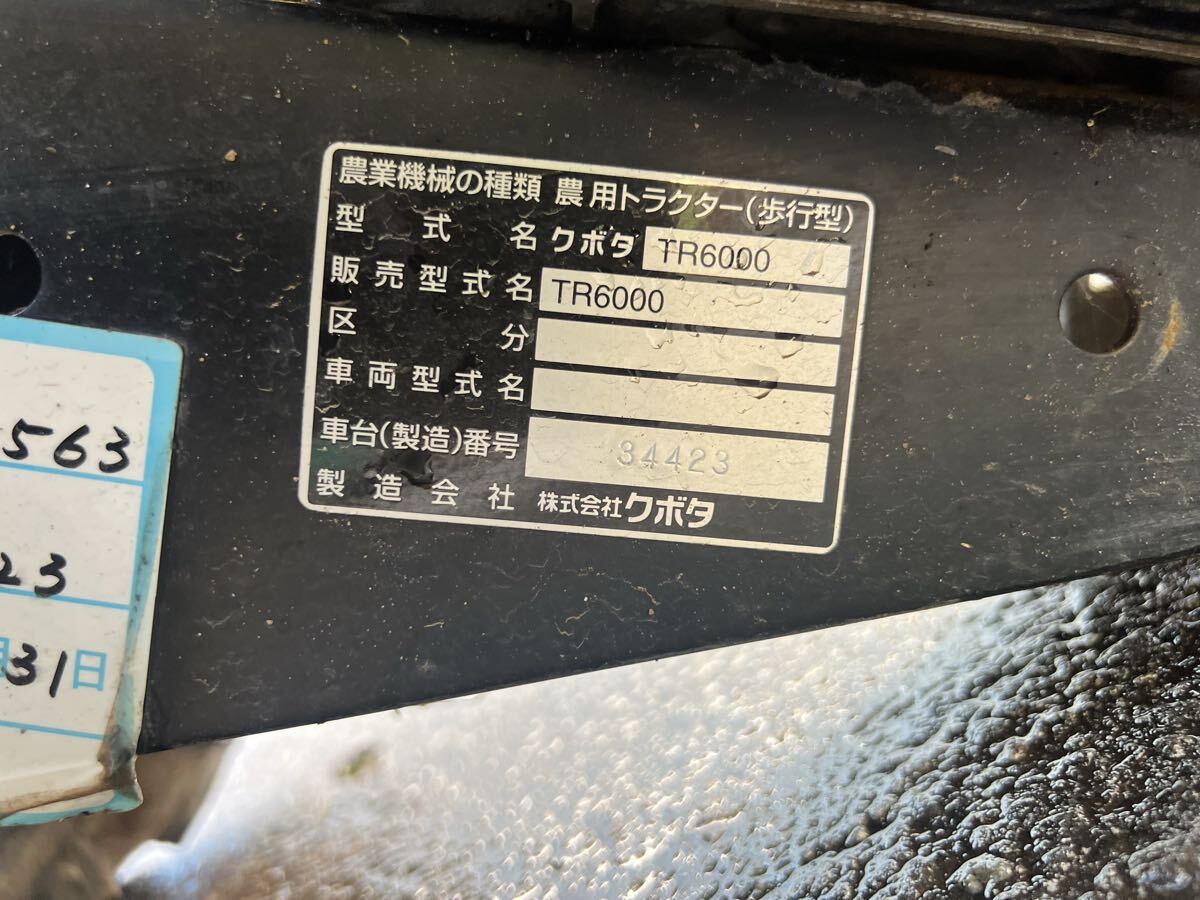 農業機械の種類 農用トラクター(歩行型)
型式名 クボタ TR6000
販売型式名 TR6000
区分
車両型式名
車台(製造)番号 34423
製造会社 株式会社クボタ
563
23
31日